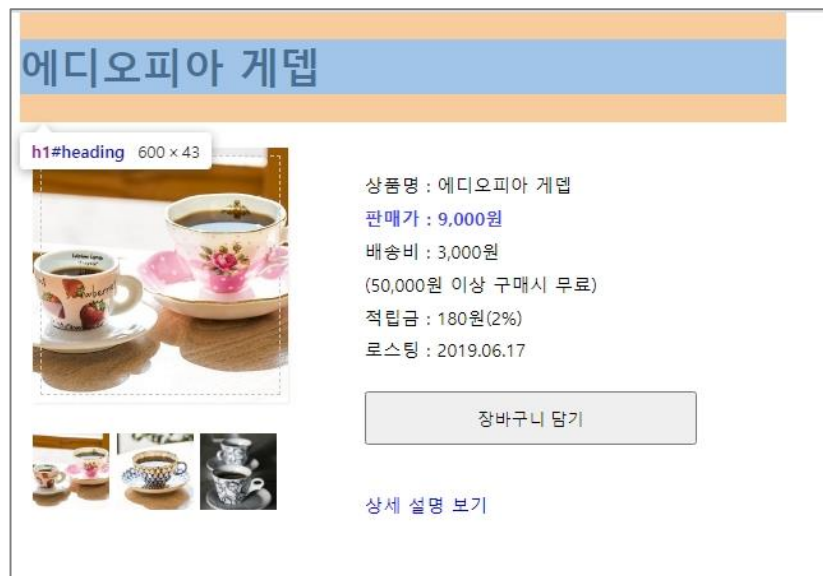 에디오피아 게뎁
h1#heading 600 × 43
상품명 : 에디오피아 게뎁
판매가 : 9,000원
배송비 : 3,000원
(50,000원 이상 구매시 무료)
적립금 : 180원(2%)
로스팅 : 2019.06.17
장바구니 담기
상세 설명 보기